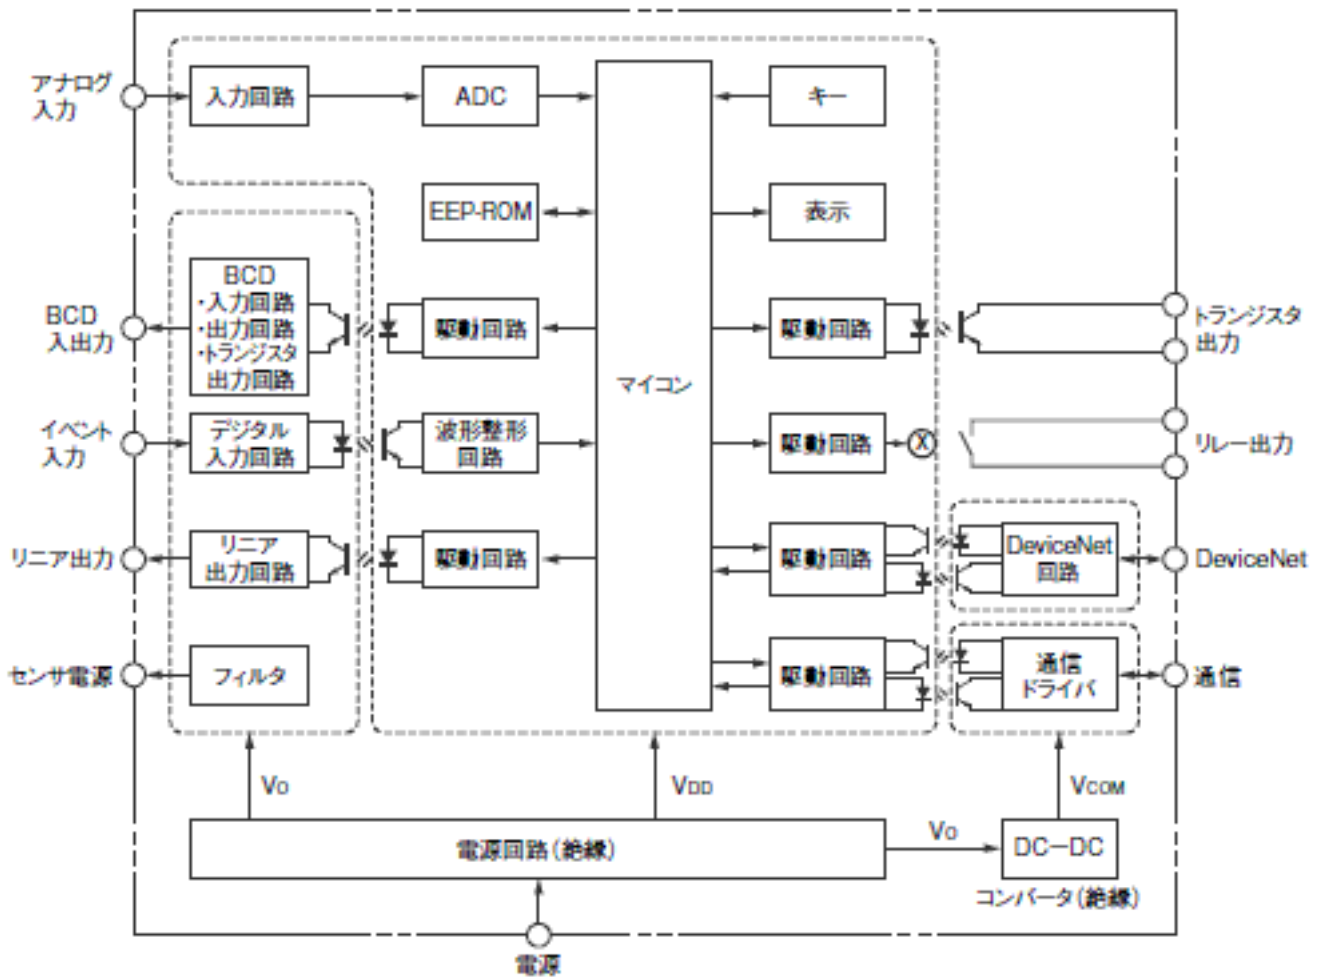 アナログ
入力
入力回路
ADC
キー
EEP-ROM
表示
BCD
入出力
BCD
・入力回路
・出力回路
・トランジスタ
出力回路
駆動回路
マイコン
駆動回路
トランジスタ
出力
イベント
入力
デジタル
入力回路
波形整形
回路
駆動回路
X
リレー出力
リニア出力
リニア
出力回路
駆動回路
駆動回路
DeviceNet
回路
DeviceNet
センサ電源
フィルタ
駆動回路
通信
ドライバ
通信
VO
VDD
VCOM
電源回路(絶縁)
VO
DC−DC
コンバータ(絶縁)
電源